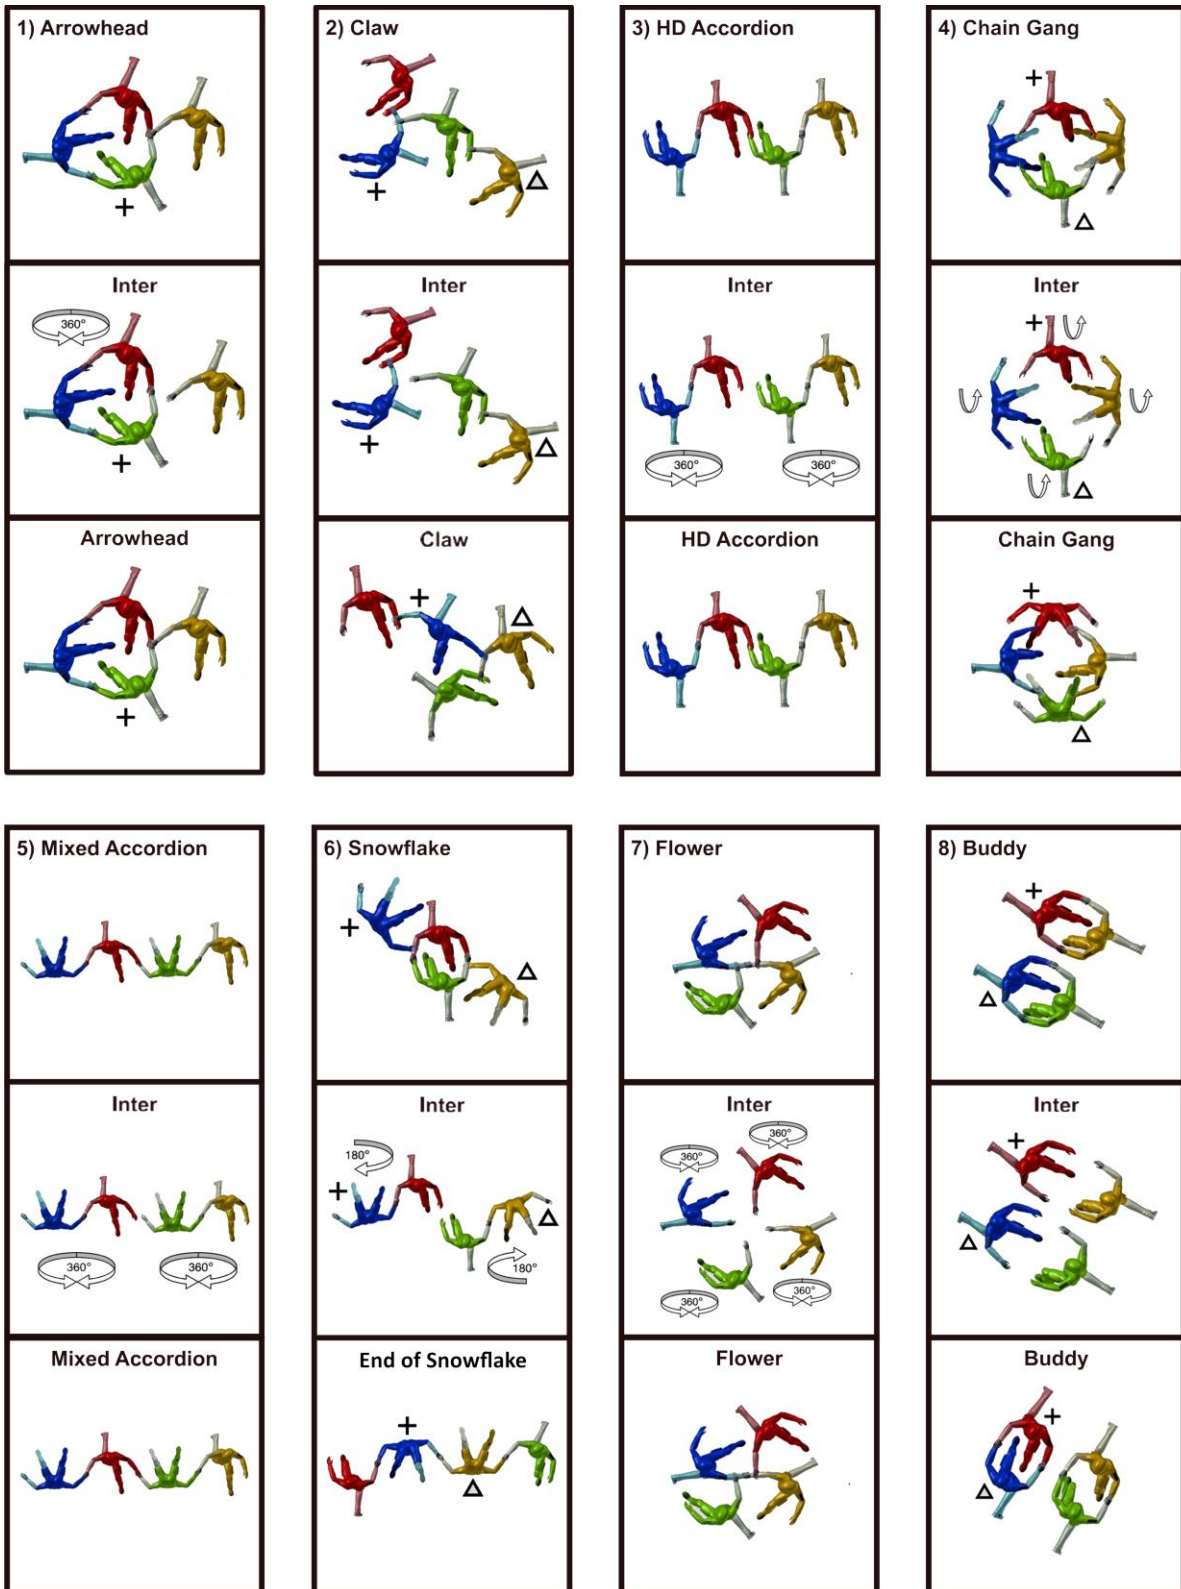 1) Arrowhead
2) Claw
3) HD Accordion
4) Chain Gang
Inter
360°
Inter
Inter
360°
360°
Inter
Arrowhead
Claw
HD Accordion
Chain Gang
5) Mixed Accordion
6) Snowflake
7) Flower
8) Buddy
Inter
360°
360°
Inter
180°
180°
Inter
360°
360°
360°
360°
Inter
Mixed Accordion
End of Snowflake
Flower
Buddy